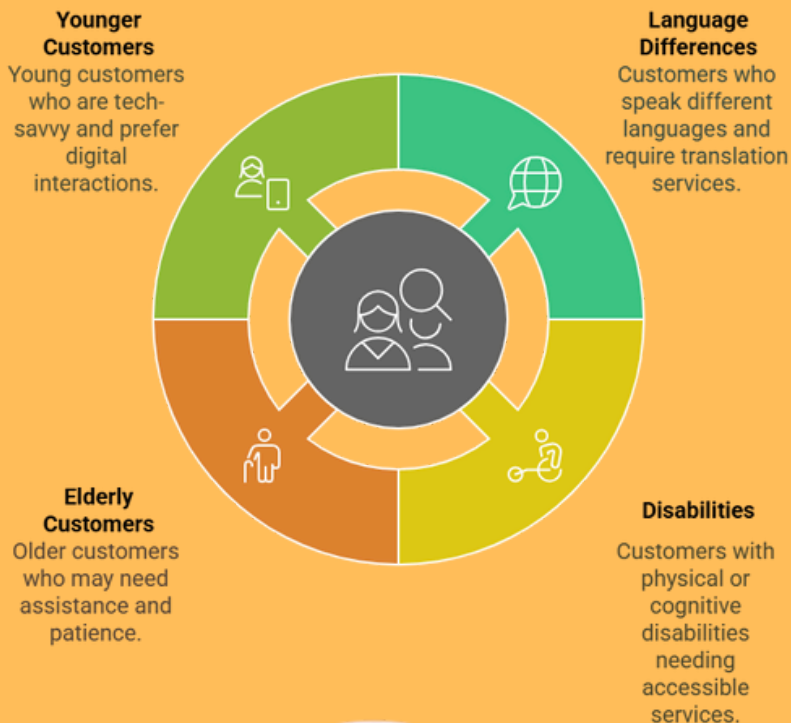 Younger
Customers
Young customers
who are tech-
savvy and prefer
digital
interactions.
Language
Differences
Customers who
speak different
languages and
require translation
services.
Elderly
Customers
Older customers
who may need
assistance and
patience.
Disabilities
Customers with
physical or
cognitive
disabilities
needing
accessible
services.